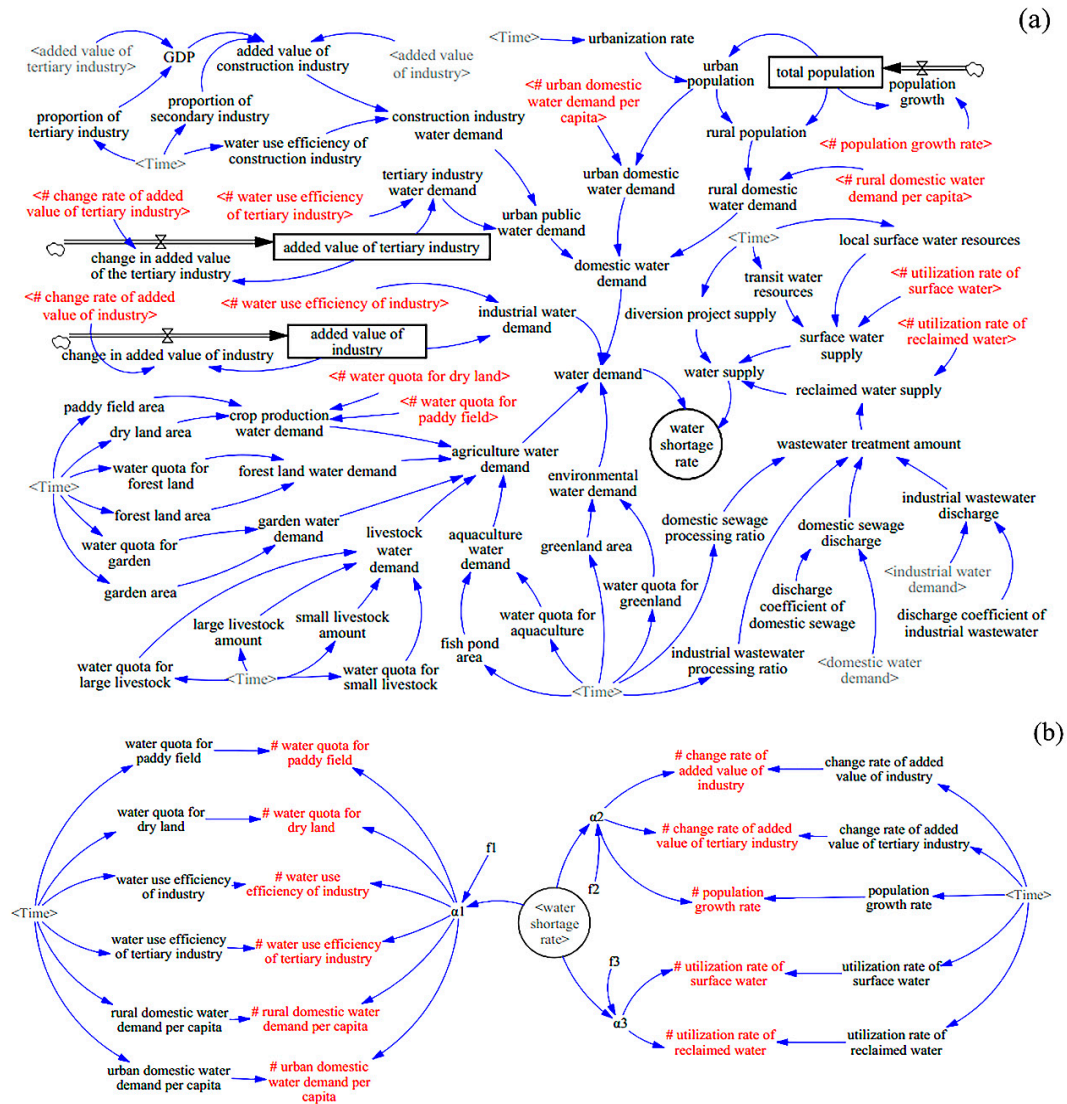 (a)
<added value of
tertiary industry>
GDP
added value of
construction industry
<added value
of industry>
<Time>
urbanization rate
urban
population
total population
population
growth
<# urban domestic
water demand per
capita>
proportion of
tertiary industry
proportion of
secondary industry
<Time>
water use efficiency of
construction industry
construction industry
water demand
rural population
<# population growth rate>
<# change rate of added
value of tertiary industry>
<# water use efficiency
of tertiary industry>
tertiary industry
water demand
urban public
water demand
urban domestic
water demand
rural domestic
water demand
<# rural domestic water
demand per capita>
change in added value
of the tertiary industry
added value of tertiary industry
domestic water
demand
<Time>
local surface water resources
transit water
resources
<# utilization rate of
surface water>
<# change rate of added
value of industry>
<# water use efficiency of industry>
industrial water
demand
diversion project supply
surface water
supply
<# utilization rate of
reclaimed water>
change in added value of industry
added value of
industry
water demand
water supply
reclaimed water supply
<# water quota for dry land>
<# water quota for
paddy field>
paddy field area
dry land area
crop production
water demand
water
shortage
rate
wastewater treatment amount
<Time>
water quota for
forest land
forest land water demand
agriculture water
demand
environmental
water demand
forest land area
garden water
demand
water quota for
garden
garden area
livestock
water
demand
aquaculture
water
demand
greenland area
domestic sewage
processing ratio
domestic sewage
discharge
industrial wastewater
discharge
<industrial water
demand>
large livestock
amount
small livestock
amount
water quota for
aquaculture
water quota for
greenland
discharge
coefficient of
domestic sewage
discharge coefficient of
industrial wastewater
water quota for
large livestock
<Time>
water quota for
small livestock
fish pond
area
<Time>
industrial wastewater
processing ratio
<domestic water
demand>
(b)
water quota for
paddy field
# water quota for
paddy field
water quota for
dry land
# water quota for
dry land
water use efficiency
of industry
# water use
efficiency of industry
<Time>
water use efficiency
of tertiary industry
# water use efficiency
of tertiary industry
rural domestic water
demand per capita
# rural domestic water
demand per capita
urban domestic water
demand per capita
# urban domestic
water demand per
capita
f1
α1
<water
shortage
rate>
α2
f2
f3
α3
# change rate of
added value of
industry
change rate of added
value of industry
# change rate of added
value of tertiary industry
change rate of added
value of tertiary industry
# population
growth rate
population
growth rate
<Time>
# utilization rate of
surface water
utilization rate of
surface water
# utilization rate of
reclaimed water
utilization rate of
reclaimed water